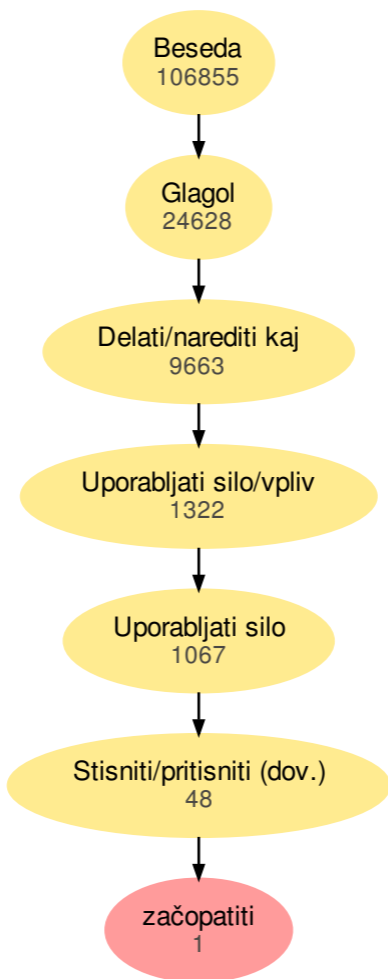 Beseda
106855
Glagol
24628
Delati/narediti kaj
9663
Uporabljati silo/vpliv
1322
Uporabljati silo
1067
Stisniti/pritisniti (dov.)
48
začopatiti
1